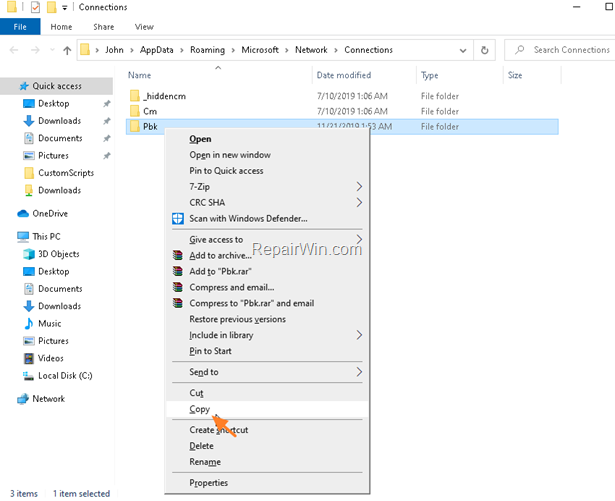 Connections
File Home Share View
John AppData Roaming Microsoft Network Connections Search Connections
Name Date modified Type Size
Quick access
Desktop
Downloads
Documents
Pictures
CustomScripts
Downloads
OneDrive
This PC
3D Objects
Desktop
Documents
Downloads
Music
Pictures
Videos
Local Disk (C:)
Network
_hiddencm 7/10/2019 1:06 AM File folder
Cm 7/10/2019 1:06 AM File folder
Pbk 11/21/2019 1:53 AM File folder
Open
Open in new window
Pin to Quick access
7-Zip
CRC SHA
Scan with Windows Defender...
Give access to
Add to archive...
Add to "Pbk.rar"
Compress and email...
Compress to "Pbk.rar" and email
Restore previous versions
Include in library
Pin to Start
Send to
Cut
Copy
Create shortcut
Delete
Rename
Properties
RepairWin.com
3 items 1 item selected